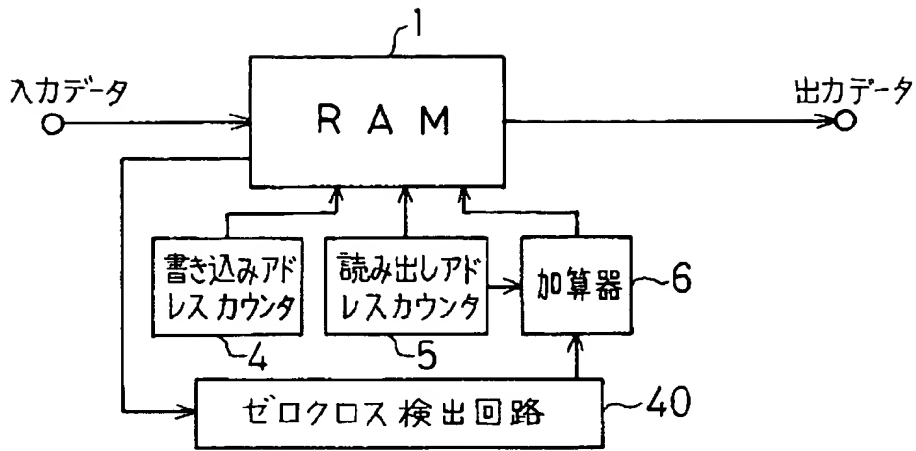 1
入力データ
RAM
出力データ
書き込みアド
レスカウンタ
4
読み出しアド
レスカウンタ
5
加算器
6
ゼロクロス検出回路
40